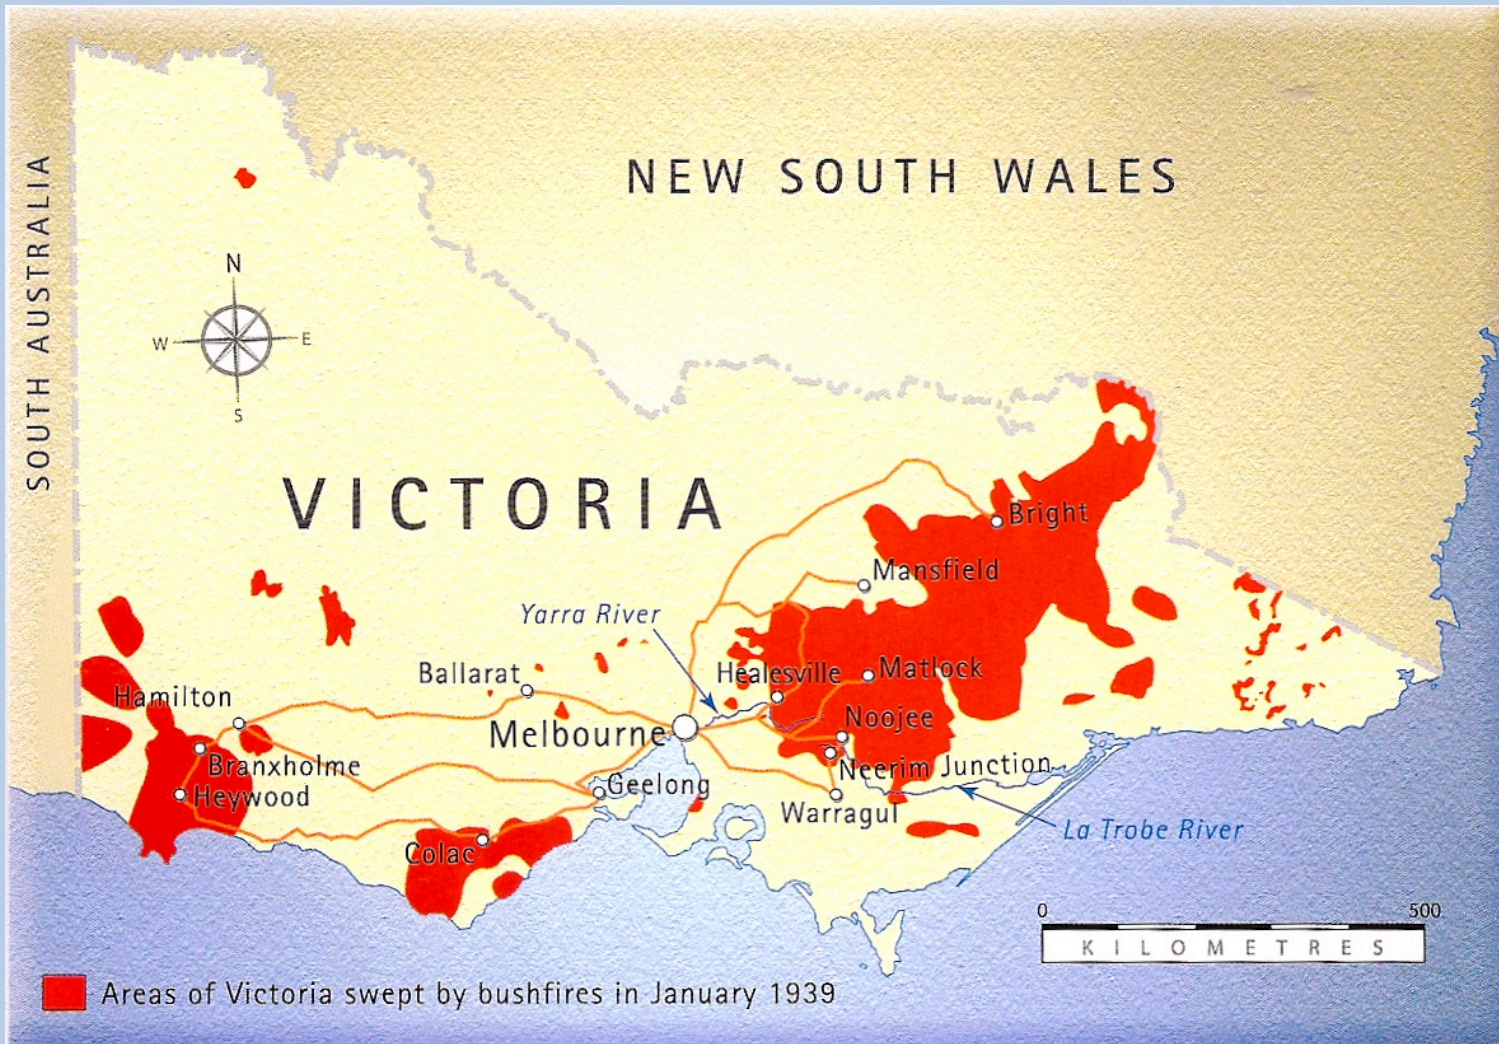 NEW SOUTH WALES
SOUTH AUSTRALIA
N
W
E
S
VICTORIA
Bright
Mansfield
Yarra River
Ballarat
Healesville
Matlock
Hamilton
Noojee
Melbourne
Branxholme
Neerim Junction
Geelong
Heywood
Warragul
La Trobe River
Colac
0
500
KILOMETRES
Areas of Victoria swept by bushfires in January 1939